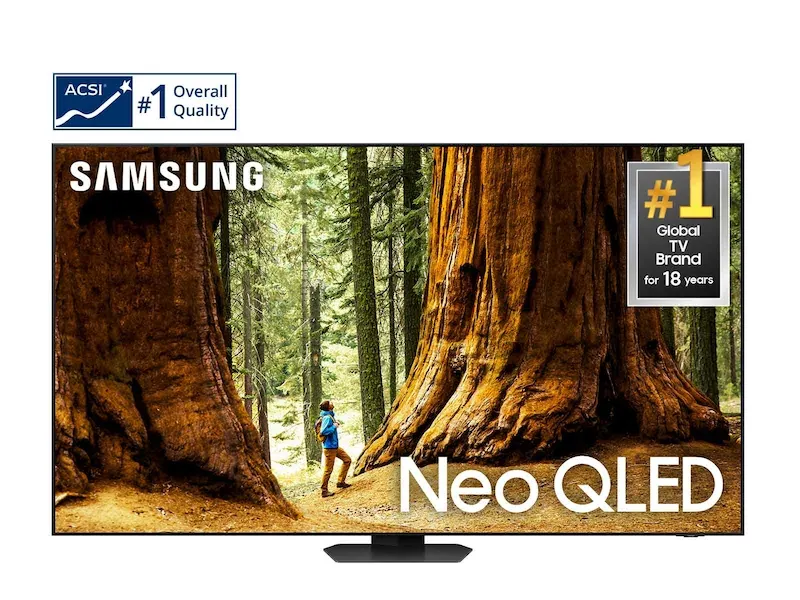 ACSI®
#1 Overall
Quality
SAMSUNG
#1
Global
TV
Brand
for 18 years
Neo QLED